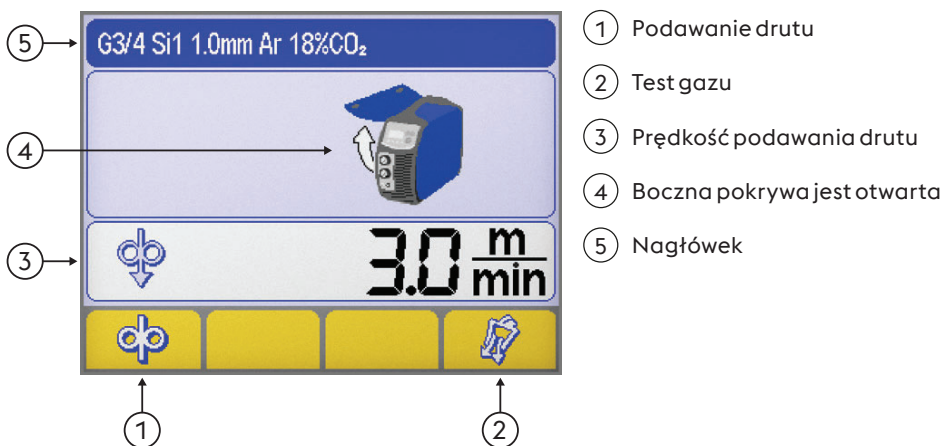 5
G3/4 Si1 1.0mm Ar 18%CO₂
4
3
3.0 m/min
1
2
1 Podawanie drutu
2 Test gazu
3 Prędkość podawania drutu
4 Boczna pokrywa jest otwarta
5 Nagłówek